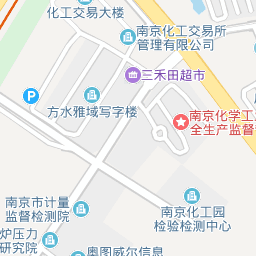 化工交易大楼
南京化工交易所
管理有限公司
三禾田超市
P
方水雅域写字楼
南京化学工
全生产监督
南京市计量
监督检测院
南京化工园
检验检测中心
炉压力
研究院
奥图威尔信息